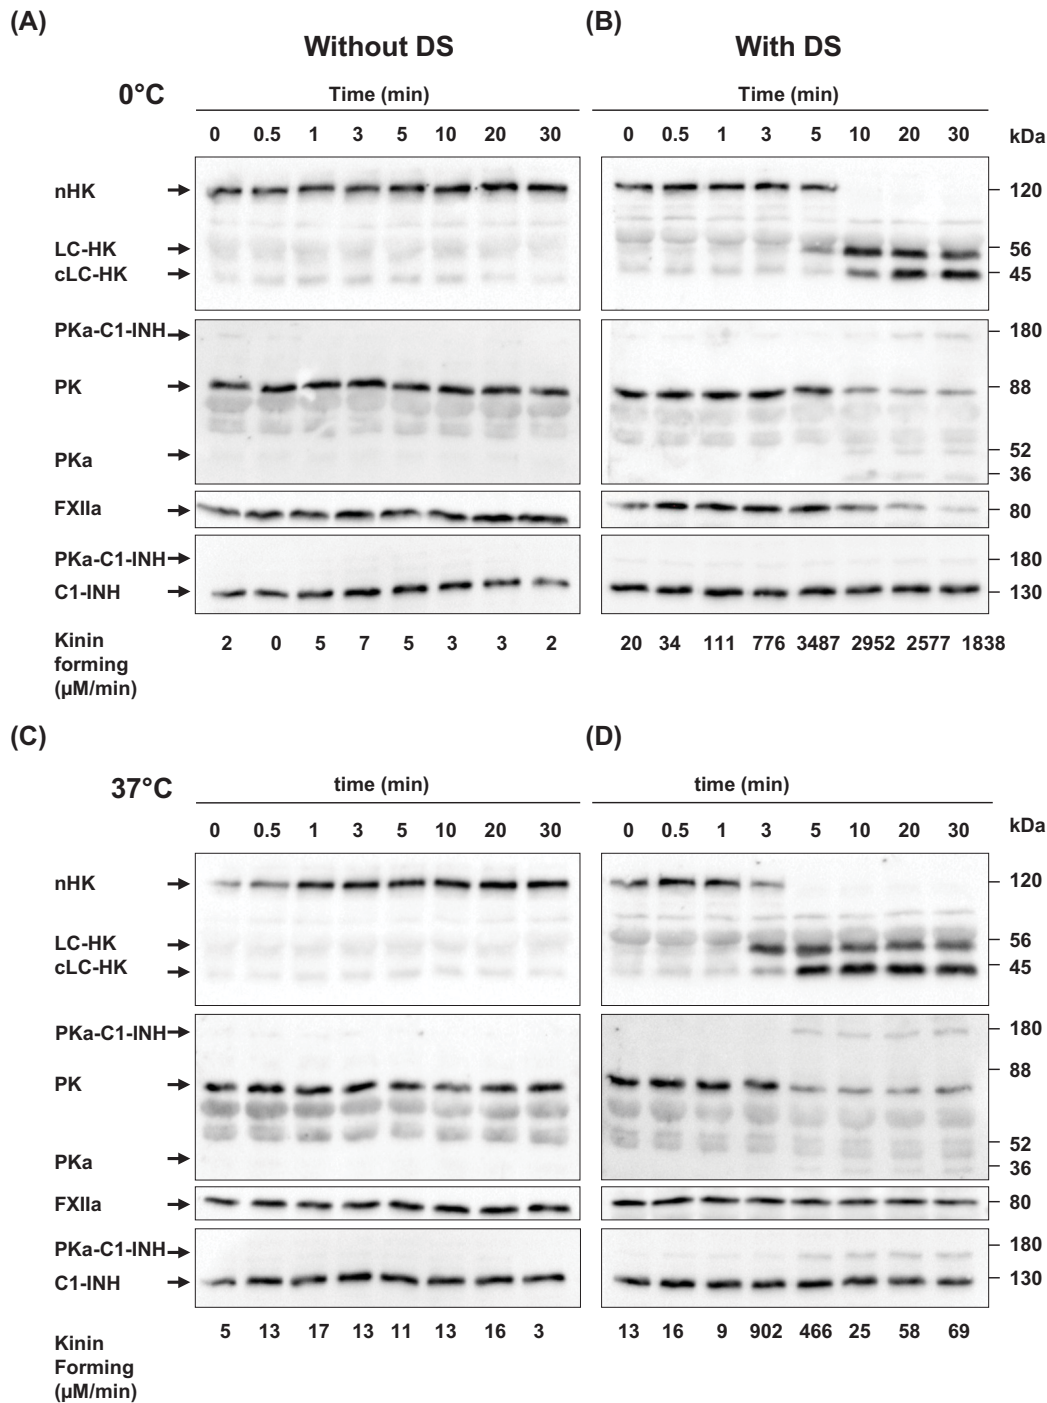 (A)
(B)
Without DS
With DS
0°C
Time (min)
Time (min)
0 0.5 1 3 5 10 20 30
0 0.5 1 3 5 10 20 30
kDa
nHK
120
LC-HK
56
cLC-HK
45
PKa-C1-INH
180
PK
88
PKa
52
36
FXIIa
80
PKa-C1-INH
180
C1-INH
130
Kinin
forming
(µM/min)
2 0 5 7 5 3 3 2
20 34 111 776 3487 2952 2577 1838
(C)
(D)
37°C
time (min)
time (min)
0 0.5 1 3 5 10 20 30
0 0.5 1 3 5 10 20 30
kDa
nHK
120
LC-HK
56
cLC-HK
45
PKa-C1-INH
180
PK
88
PKa
52
36
FXIIa
80
PKa-C1-INH
180
C1-INH
130
Kinin
Forming
(µM/min)
5 13 17 13 11 13 16 3
13 16 9 902 466 25 58 69